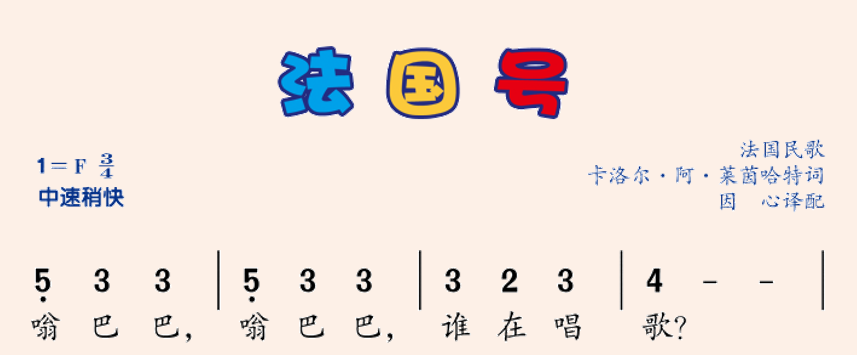 法国号
1=F 3/4
中速稍快
法国民歌
卡洛尔·阿·莱茵哈特词
因 心译配
5̣ 3 3 | 5̣ 3 3 | 3 2 3 | 4 - - |
嗡 巴 巴, 嗡 巴 巴, 谁 在 唱 歌?